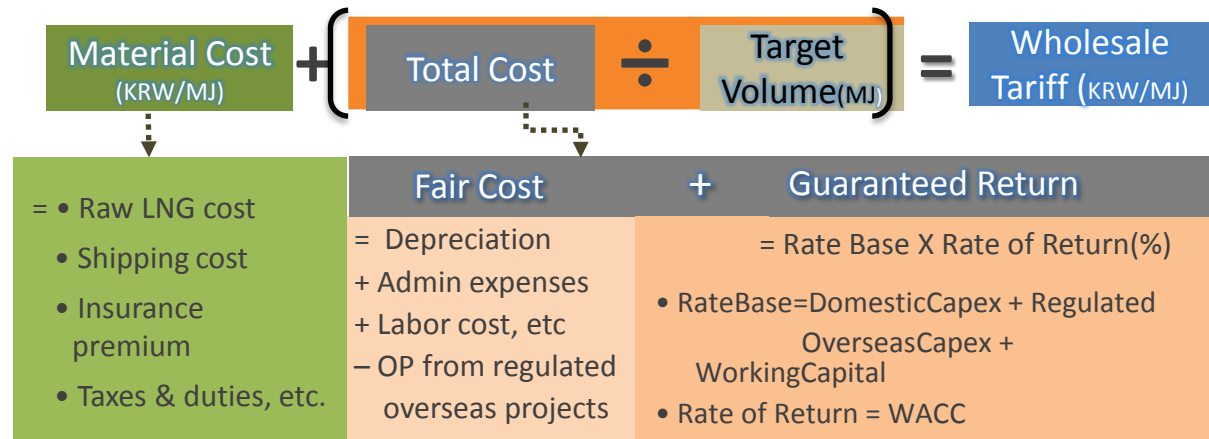 Material Cost
(KRW/MJ)
+
(
Total Cost
÷
Target
Volume(MJ)
)
=
Wholesale
Tariff (KRW/MJ)
= • Raw LNG cost
• Shipping cost
• Insurance
premium
• Taxes & duties, etc.
Fair Cost + Guaranteed Return
= Depreciation
+ Admin expenses
+ Labor cost, etc
– OP from regulated
overseas projects
= Rate Base X Rate of Return(%)
• RateBase=DomesticCapex + Regulated
OverseasCapex +
WorkingCapital
• Rate of Return = WACC